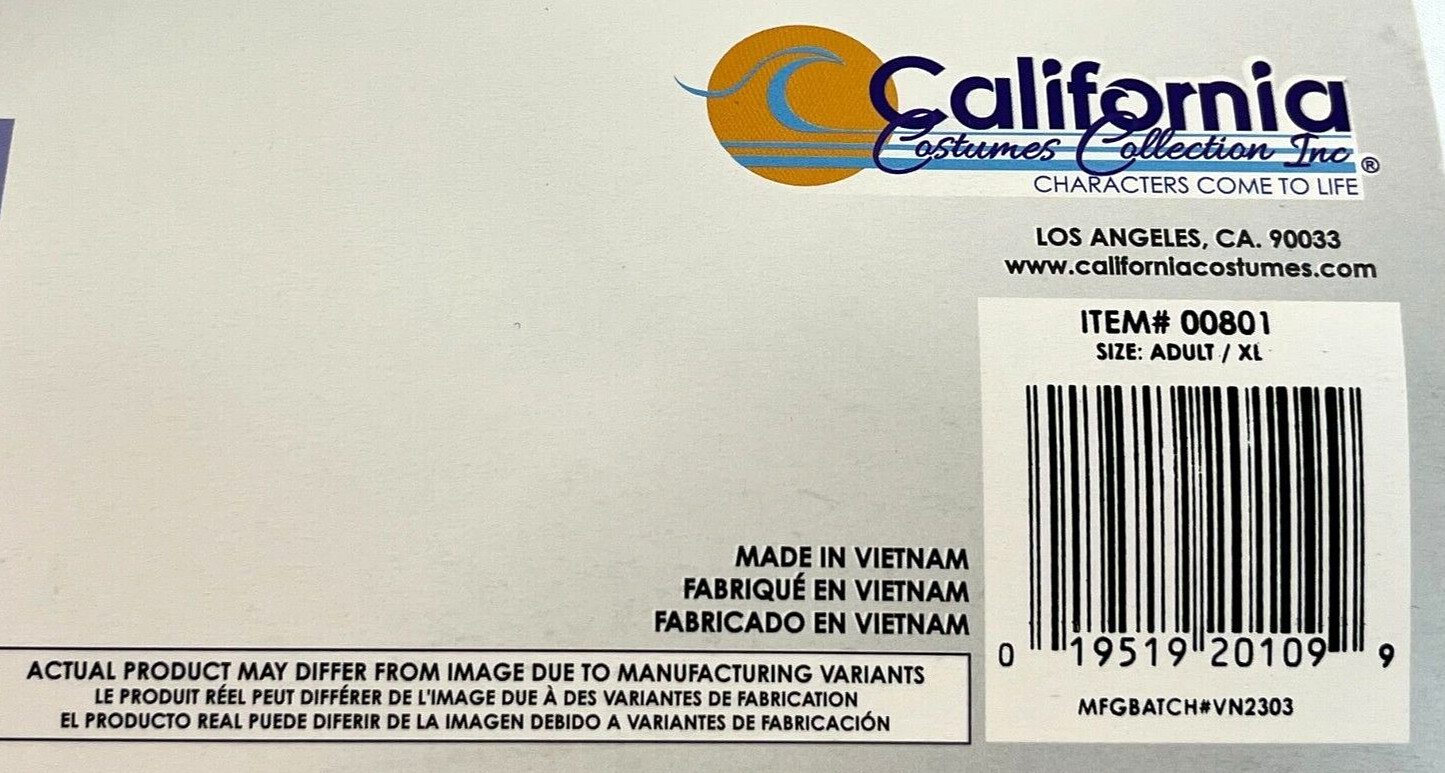 California
Costumes Collection Inc ®
CHARACTERS COME TO LIFE
LOS ANGELES, CA. 90033
www.californiacostumes.com
ITEM# 00801
SIZE: ADULT / XL
MADE IN VIETNAM
FABRIQUÉ EN VIETNAM
FABRICADO EN VIETNAM
0 19519 20109 9
MFGBATCH#VN2303
ACTUAL PRODUCT MAY DIFFER FROM IMAGE DUE TO MANUFACTURING VARIANTS
LE PRODUIT RÉEL PEUT DIFFÉRER DE L'IMAGE DUE À DES VARIANTES DE FABRICATION
EL PRODUCTO REAL PUEDE DIFERIR DE LA IMAGEN DEBIDO A VARIANTES DE FABRICACIÓN